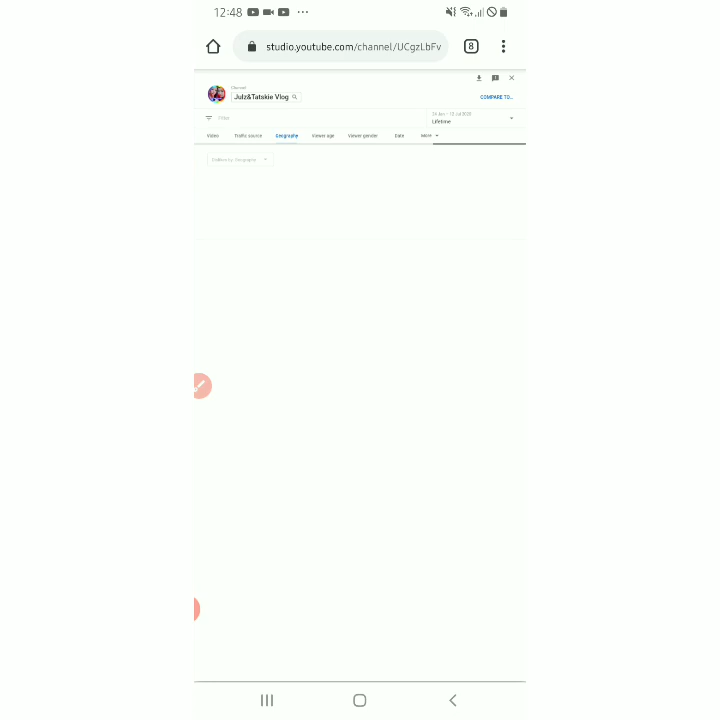 12:48
studio.youtube.com/channel/UCgzLbFv
8
Channel
Julz&Tatskie Vlog
COMPARE TO...
Filter
Lifetime
Video Traffic source Geography Viewer age Viewer gender Date More